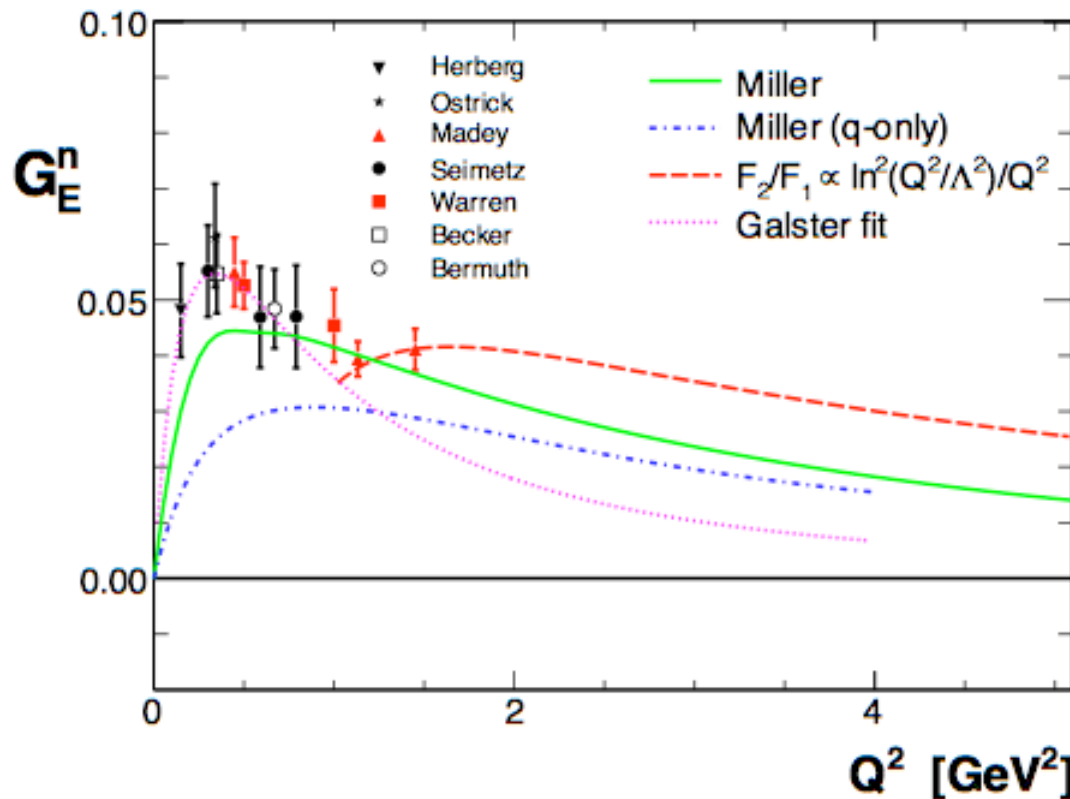 0.10
0.05
0.00
G_E^n
Herberg
Ostrick
Madey
Seimetz
Warren
Becker
Bermuth
Miller
Miller (q-only)
F₂/F₁ ∝ ln²(Q²/Λ²)/Q²
Galster fit
0
2
4
Q² [GeV²]